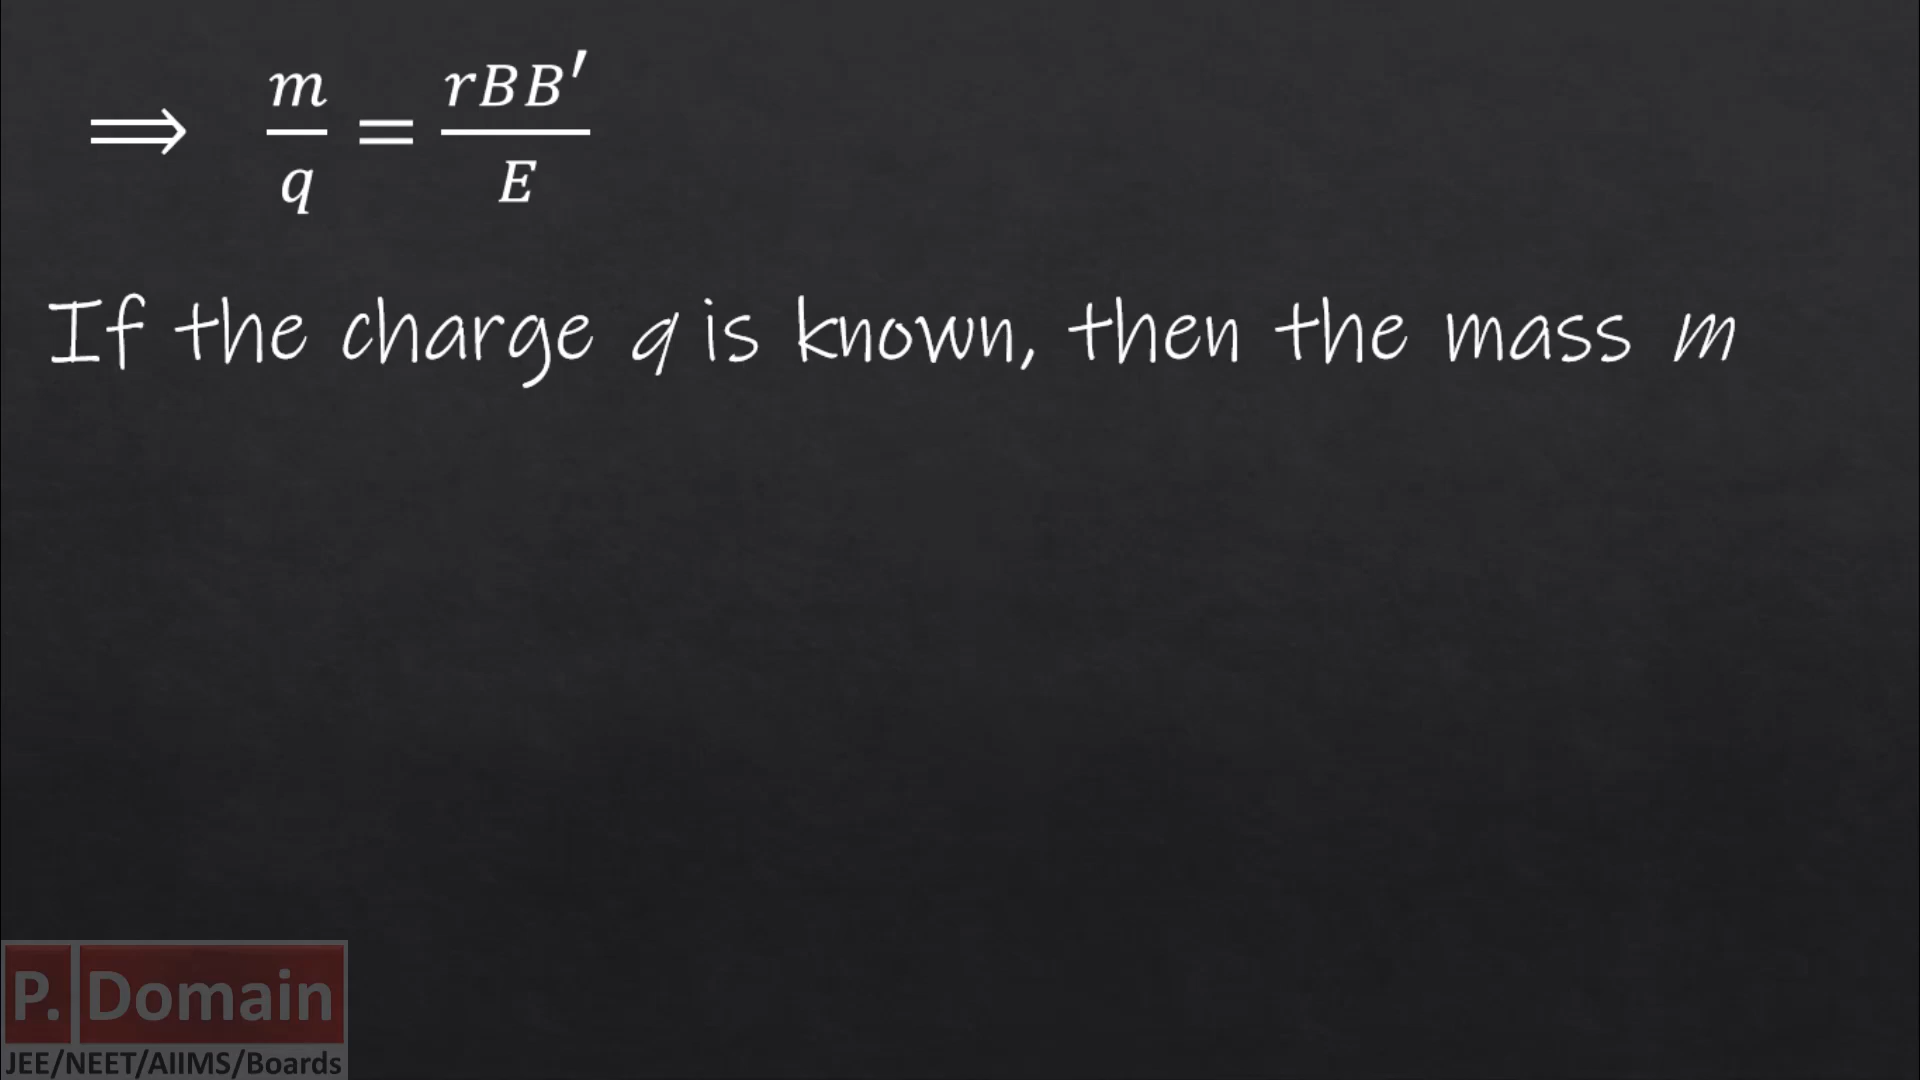 ⟹ m/q = rBB′/E
If the charge q is known, then the mass m
P. Domain
JEE/NEET/AIIMS/Boards